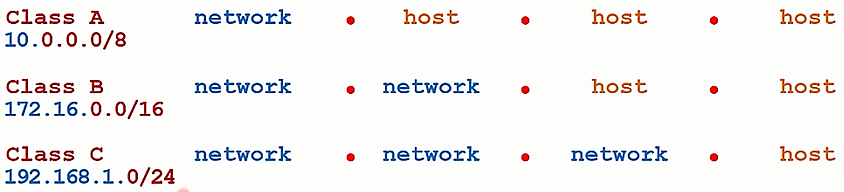 Class A network . host . host . host
10.0.0.0/8
Class B network . network . host . host
172.16.0.0/16
Class C network . network . network . host
192.168.1.0/24